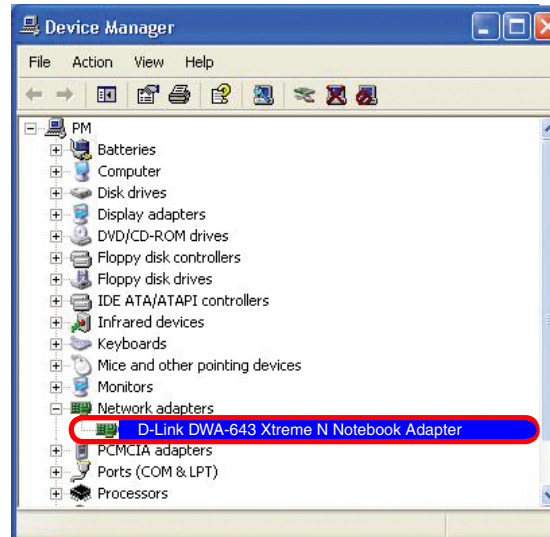 Device Manager
File Action View Help
PM
Batteries
Computer
Disk drives
Display adapters
DVD/CD-ROM drives
Floppy disk controllers
Floppy disk drives
IDE ATA/ATAPI controllers
Infrared devices
Keyboards
Mice and other pointing devices
Monitors
Network adapters
D-Link DWA-643 Xtreme N Notebook Adapter
PCMCIA adapters
Ports (COM & LPT)
Processors